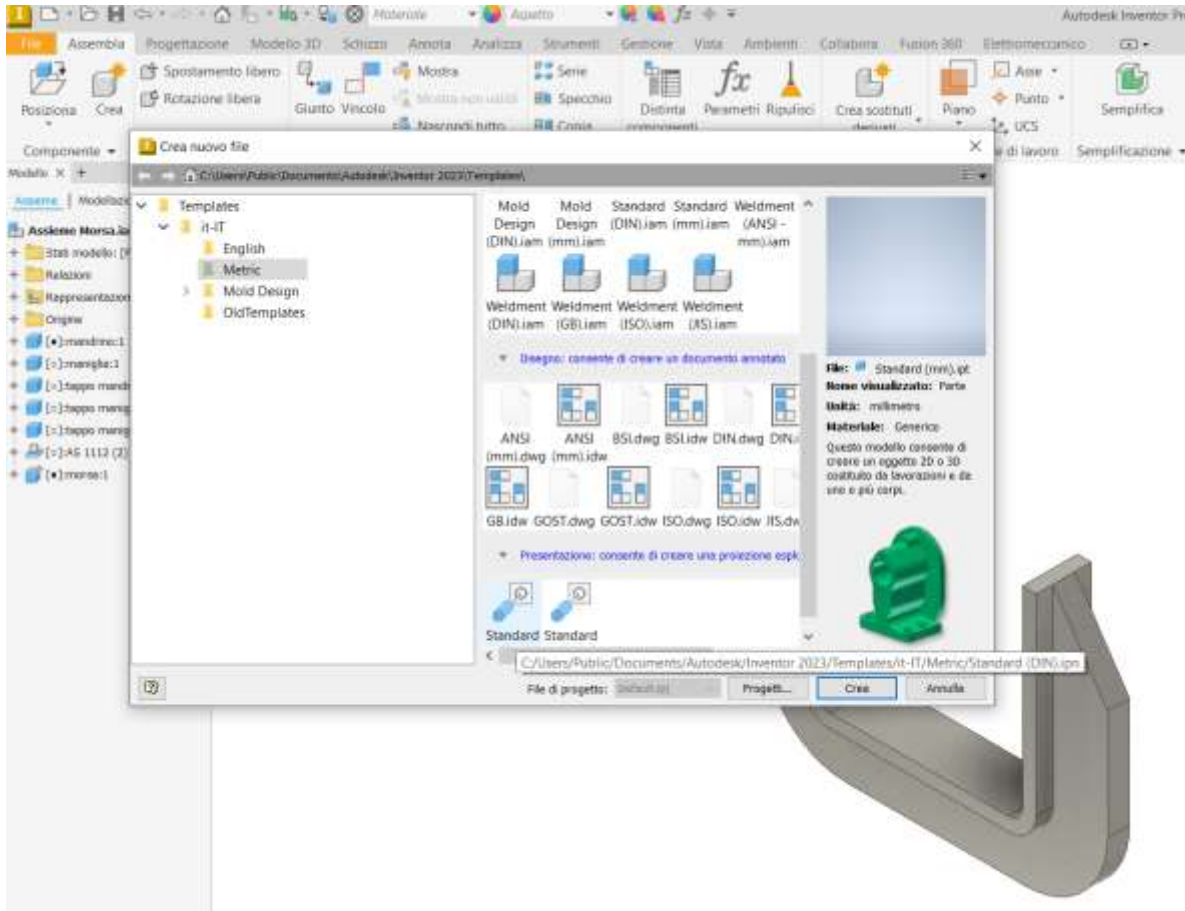 Materiale
Aspetto
Autodesk Inventor Pr
File Assembla Progettazione Modello 3D Schizzo Annota Analizza Strumenti Gestione Vista Ambienti Collabora Fusion 360 Elettromeccanico
Posiziona Crea
Spostamento libero
Rotazione libera
Giunto Vincolo
Mostra
Mostra non validi
Nascondi tutto
Serie
Specchio
Copia
Distinta
componenti
Parametri Ripulisci
Crea sostituti
derivati
Piano
Asse
Punto
UCS
Semplifica
Componente
e di lavoro
Semplificazione
Modello
Assieme | Modellazio
Assieme Morsa.ia
Stati modello: [P
Relazioni
Rappresentazion
Origine
[•]:mandrino:1
[○]:maniglia:1
[○]:tappo mandr
[○]:tappo manig
[○]:tappo manig
[○]:AS 1112 (2)
[•]:morsa:1
Crea nuovo file
C:\Users\Public\Documents\Autodesk\Inventor 2023\Templates\
Templates
it-IT
English
Metric
Mold Design
OldTemplates
Mold Design (DIN).iam
Mold Design (mm).iam
Standard (DIN).iam
Standard (mm).iam
Weldment (ANSI - mm).iam
Weldment (DIN).iam
Weldment (GB).iam
Weldment (ISO).iam
Weldment (JIS).iam
Disegno: consente di creare un documento annotato
ANSI (mm).dwg
ANSI (mm).idw
BSI.dwg
BSI.idw
DIN.dwg
DIN.i
GB.idw
GOST.dwg
GOST.idw
ISO.dwg
ISO.idw
JIS.dw
Presentazione: consente di creare una proiezione espl
Standard Standard
C:/Users/Public/Documents/Autodesk/Inventor 2023/Templates/it-IT/Metric/Standard (DIN).ipn
File: Standard (mm).ipt
Nome visualizzato: Parte
Unità: millimetro
Materiale: Generico
Questo modello consente di
creare un oggetto 2D o 3D
costituito da lavorazioni e da
uno o più corpi.
File di progetto: Default.ipj
Progetti...
Crea
Annulla